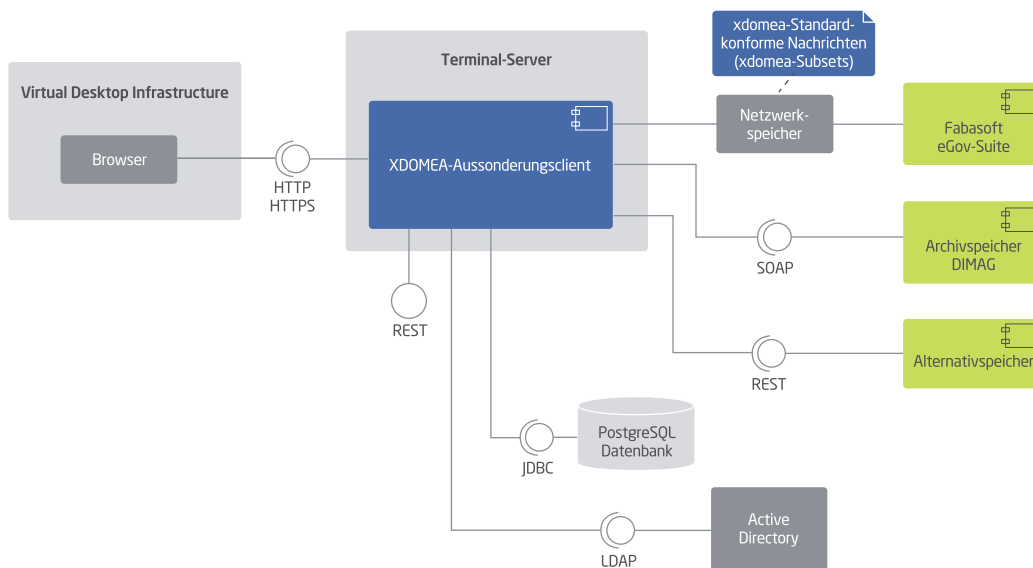 Virtual Desktop Infrastructure
Browser
HTTP
HTTPS
Terminal-Server
XDOMEA-Aussonderungsclient
xdomea-Standard-
konforme Nachrichten
(xdomea-Subsets)
Netzwerk-
speicher
Fabasoft
eGov-Suite
SOAP
Archivspeicher
DIMAG
REST
REST
Alternativspeicher
JDBC
PostgreSQL
Datenbank
LDAP
Active
Directory